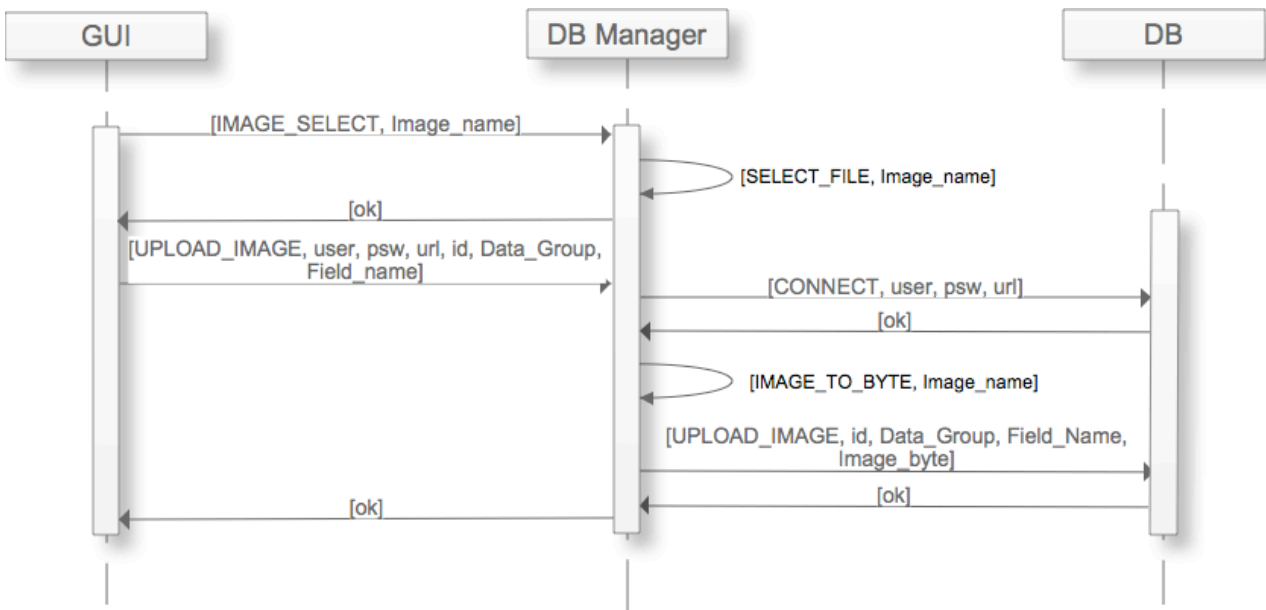 GUI
DB Manager
DB
[IMAGE_SELECT, Image_name]
[SELECT_FILE, Image_name]
[ok]
[UPLOAD_IMAGE, user, psw, url, id, Data_Group,
Field_name]
[CONNECT, user, psw, url]
[ok]
[IMAGE_TO_BYTE, Image_name]
[UPLOAD_IMAGE, id, Data_Group, Field_Name,
Image_byte]
[ok]
[ok]